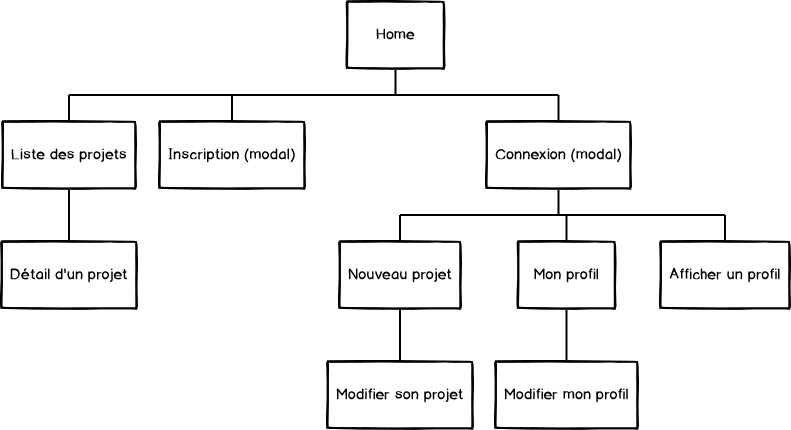 Home
Liste des projets
Inscription (modal)
Connexion (modal)
Détail d'un projet
Nouveau projet
Mon profil
Afficher un profil
Modifier son projet
Modifier mon profil